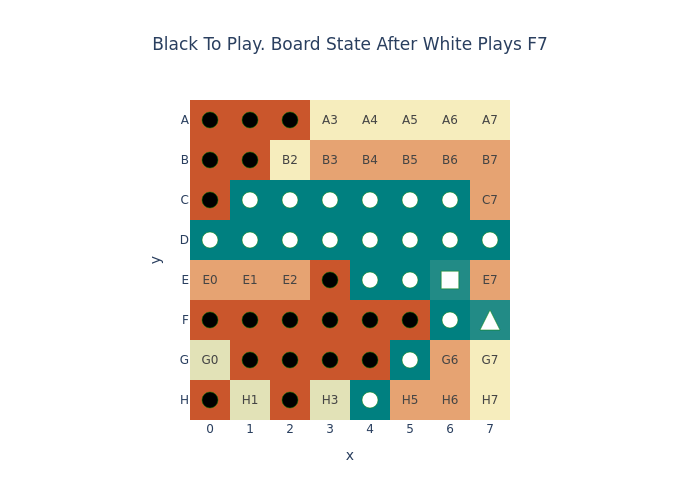 Black To Play. Board State After White Plays F7
A A3 A4 A5 A6 A7
B B2 B3 B4 B5 B6 B7
C C7
D
E E0 E1 E2 E7
F
G G0 G6 G7
H H1 H3 H5 H6 H7
0 1 2 3 4 5 6 7
x
y